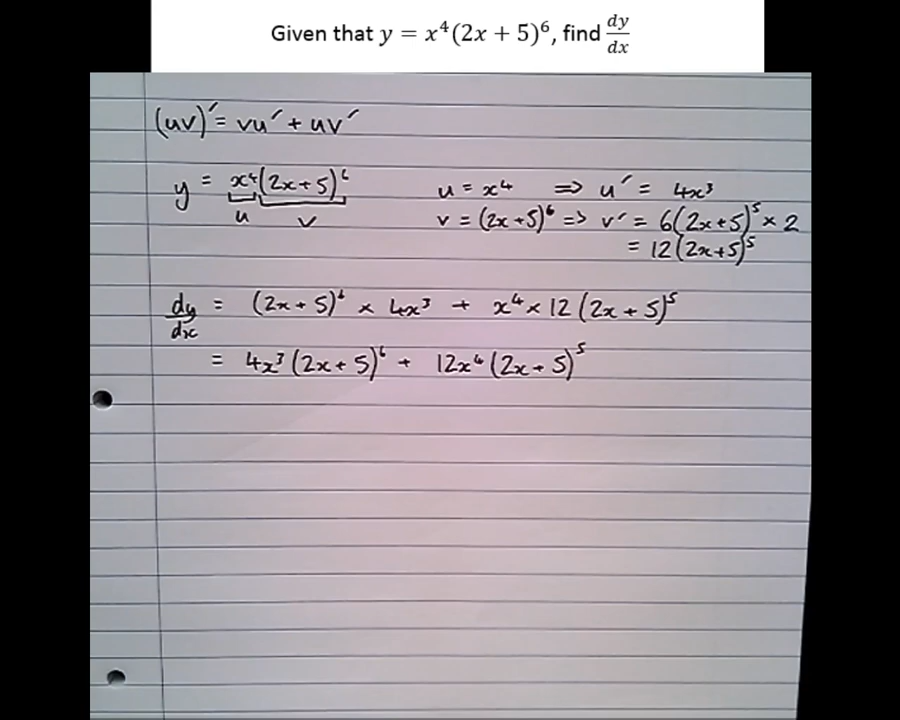 Given that y = x⁴(2x + 5)⁶, find dy/dx
(uv)′ = vu′ + uv′
y = x⁴(2x+5)⁶ u = x⁴ ⇒ u′ = 4x³
u v v = (2x+5)⁶ ⇒ v′ = 6(2x+5)⁵ × 2
= 12(2x+5)⁵
dy/dx = (2x+5)⁶ × 4x³ + x⁴ × 12(2x+5)⁵
= 4x³(2x+5)⁶ + 12x⁴(2x+5)⁵